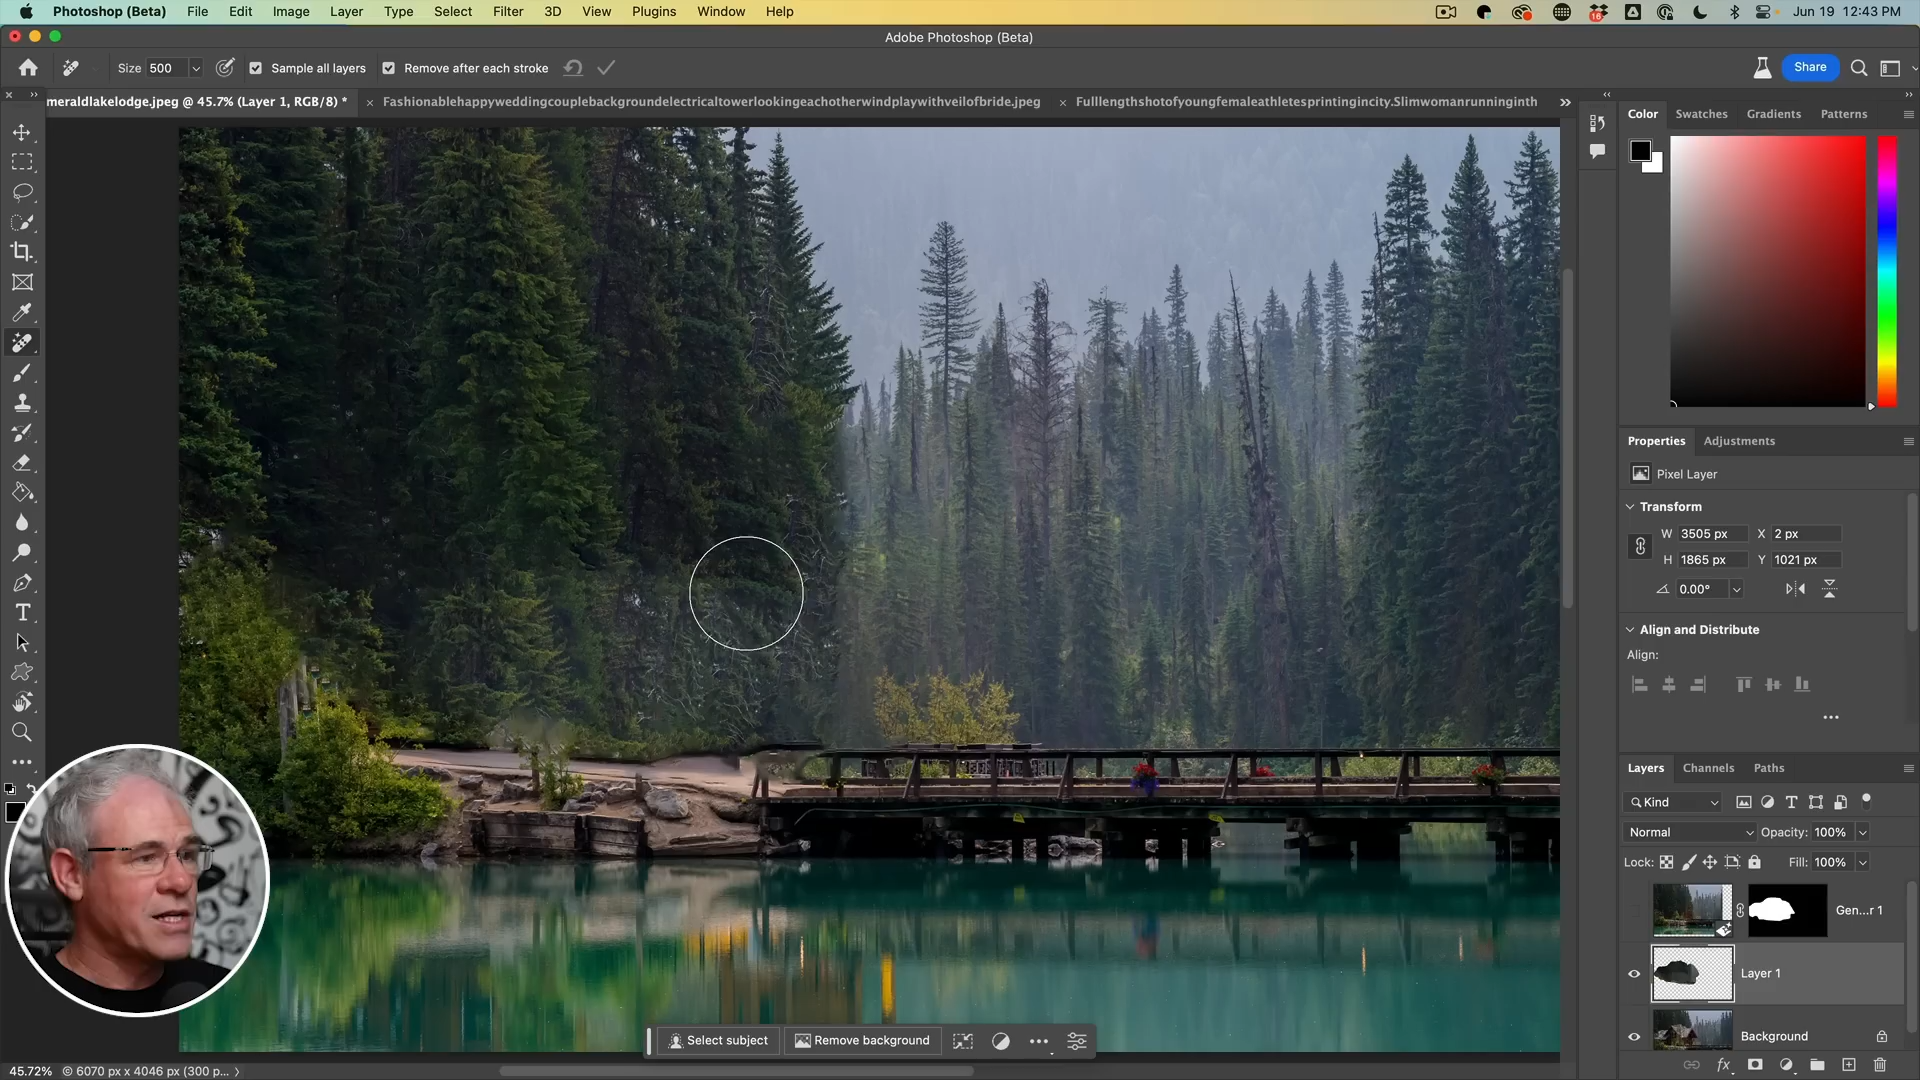 Photoshop (Beta) File Edit Image Layer Type Select Filter 3D View Plugins Window Help 16 Jun 19 12:43 PM
Adobe Photoshop (Beta)
Size 500 Sample all layers Remove after each stroke Share
meraldlakelodge.jpeg @ 45.7% (Layer 1, RGB/8) * Fashionablehappyweddingcouplebackgroundelectricaltowerlookingeachotherwindplaywithveilofbride.jpeg Fulllengthshotofyoungfemaleathletesprintingincity.Slimwomanrunninginth
Color Swatches Gradients Patterns
Properties Adjustments
Pixel Layer
Transform
W 3505 px X 2 px
H 1865 px Y 1021 px
0.00°
Align and Distribute
Align:
Layers Channels Paths
Kind
Normal Opacity: 100%
Lock: Fill: 100%
Gen...r 1
Layer 1
Background
Select subject Remove background
45.72% © 6070 px x 4046 px (300 p...